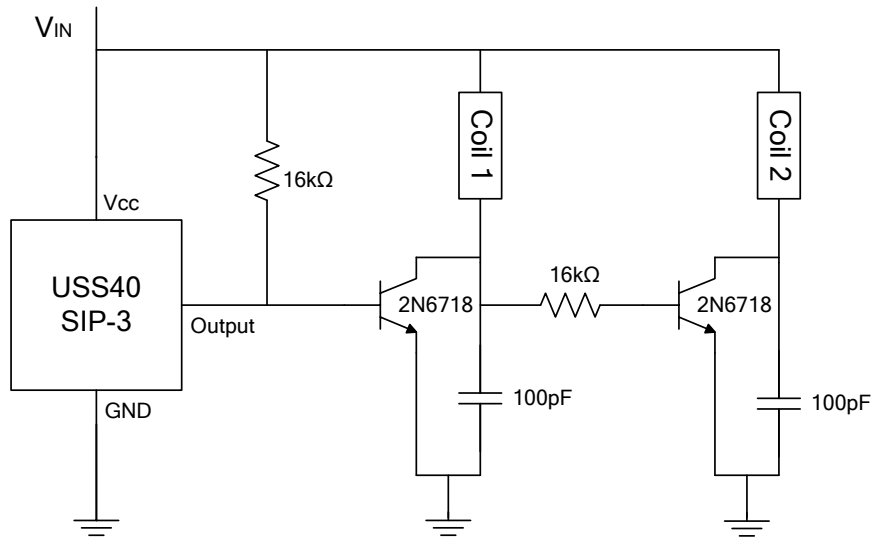 VIN
Coil 1
Coil 2
16kΩ
Vcc
USS40
SIP-3
Output
GND
2N6718
16kΩ
2N6718
100pF
100pF